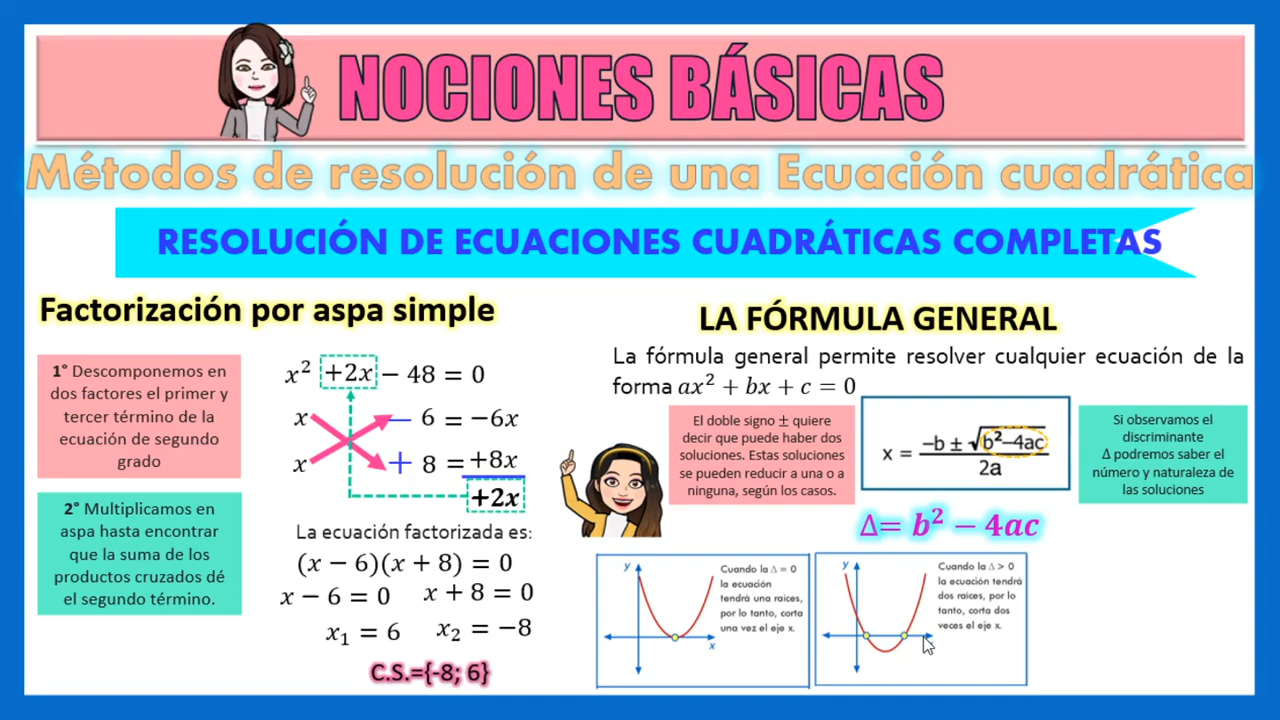 NOCIONES BÁSICAS
Métodos de resolución de una Ecuación cuadrática
RESOLUCIÓN DE ECUACIONES CUADRÁTICAS COMPLETAS
Factorización por aspa simple
1° Descomponemos en
dos factores el primer y
tercer término de la
ecuación de segundo
grado
2° Multiplicamos en
aspa hasta encontrar
que la suma de los
productos cruzados dé
el segundo término.
x² +2x − 48 = 0
x − 6 = −6x
x + 8 = +8x
+2x
La ecuación factorizada es:
(x − 6)(x + 8) = 0
x − 6 = 0 x + 8 = 0
x₁ = 6 x₂ = −8
C.S.={-8; 6}
LA FÓRMULA GENERAL
La fórmula general permite resolver cualquier ecuación de la
forma ax² + bx + c = 0
El doble signo ± quiere
decir que puede haber dos
soluciones. Estas soluciones
se pueden reducir a una o a
ninguna, según los casos.
x = −b ± √b²−4ac
2a
Si observamos el
discriminante
Δ podremos saber el
número y naturaleza de
las soluciones
Δ= b² − 4ac
y
x
Cuando la Δ = 0
la ecuación
tendrá una raíces,
por lo tanto, corta
una vez el eje x.
y
x
Cuando la Δ > 0
la ecuación tendrá
dos raíces, por lo
tanto, corta dos
veces el eje x.